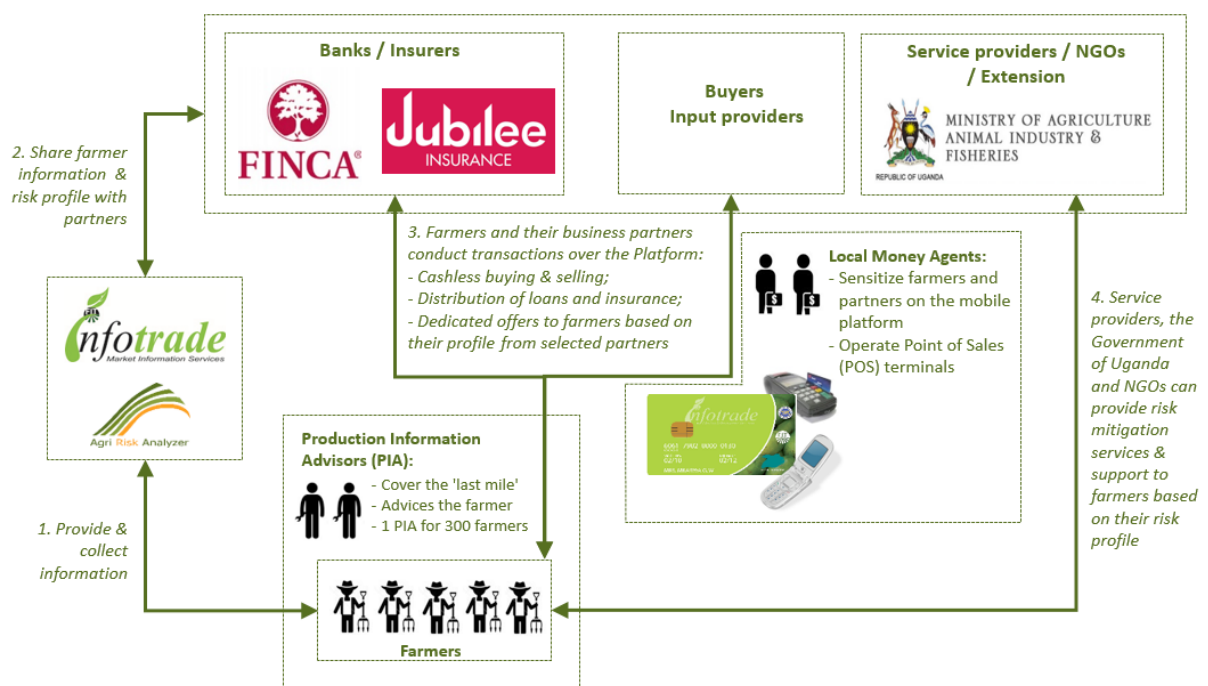 Banks / Insurers
FINCA®
Jubilee
INSURANCE
Buyers
Input providers
Service providers / NGOs
/ Extension
MINISTRY OF AGRICULTURE
ANIMAL INDUSTRY &
FISHERIES
REPUBLIC OF UGANDA
2. Share farmer
information &
risk profile with
partners
3. Farmers and their business partners
conduct transactions over the Platform:
- Cashless buying & selling;
- Distribution of loans and insurance;
- Dedicated offers to farmers based on
their profile from selected partners
Local Money Agents:
- Sensitize farmers and
partners on the mobile
platform
- Operate Point of Sales
(POS) terminals
4. Service
providers, the
Government
of Uganda
and NGOs can
provide risk
mitigation
services &
support to
farmers based
on their risk
profile
infotrade
Market Information Services
Agri Risk Analyzer
infotrade
Production Information
Advisors (PIA):
- Cover the 'last mile'
- Advices the farmer
- 1 PIA for 300 farmers
1. Provide &
collect
information
Farmers